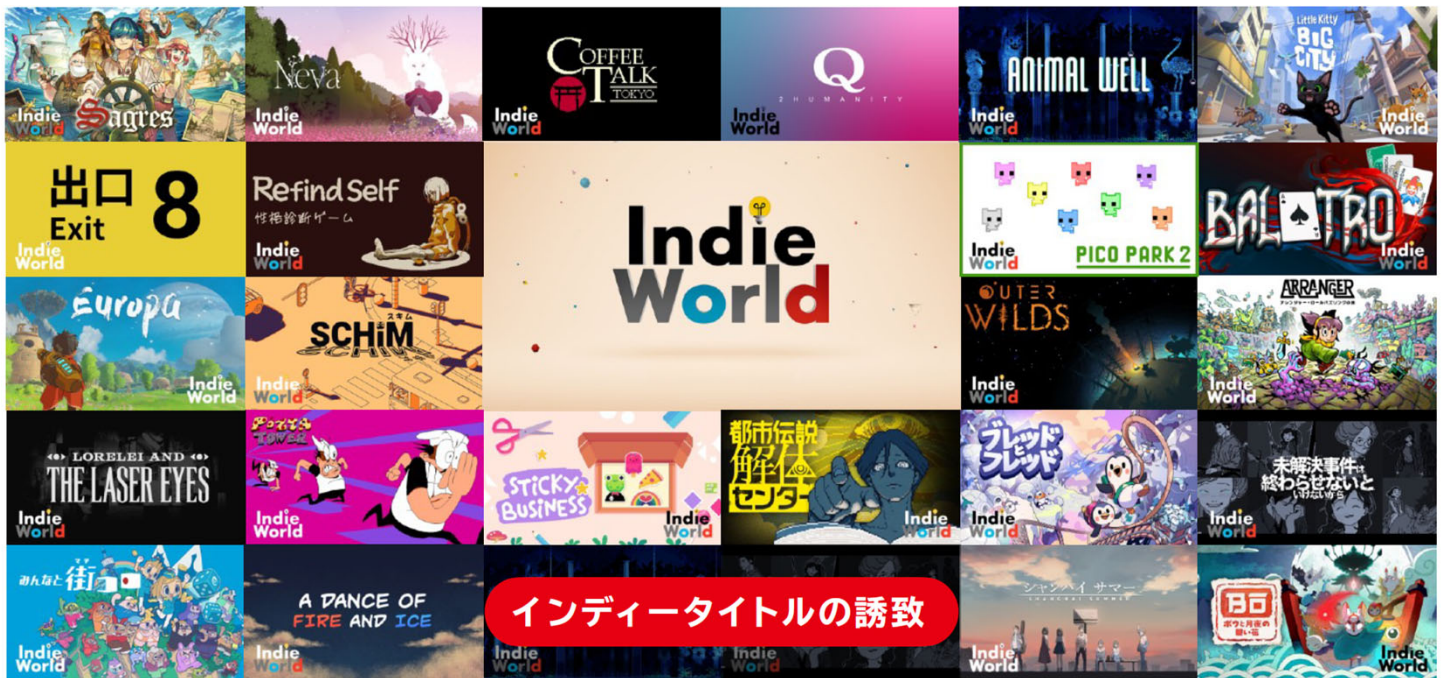 Sagres
Indie
World
Neva
Indie
World
COFFEE
TALK
TOKYO
Indie
World
Q
2HUMANITY
Indie
World
ANIMAL WELL
Indie
World
Little Kitty
BIG
CITY
Indie
World
出口 8
Exit
Indie
World
Refind Self
性格診断ゲーム
Indie
World
Indie
World
PICO PARK 2
Indie
World
BALATRO
Indie
World
Europa
Indie
World
スキム
SCHiM
Indie
World
OUTER
WILDS
Indie
World
ARRANGER
Indie
World
LORELEI AND
THE LASER EYES
Indie
World
PIZZA
TOWER
Indie
World
STICKY
BUSINESS
Indie
World
都市伝説
解体
センター
Indie
World
ブレッド
と
フレッド
Indie
World
未解決事件は
終わらせないと
いけないから
Indie
World
みんなと街
Indie
World
A DANCE OF
FIRE AND ICE
Indie
World
インディータイトルの誘致
Indie
World
Indie
World
シャンハイ サマー
SHANGHAI SUMMER
Indie
World
BŌ
ボウと月夜の
碧い花
Indie
World